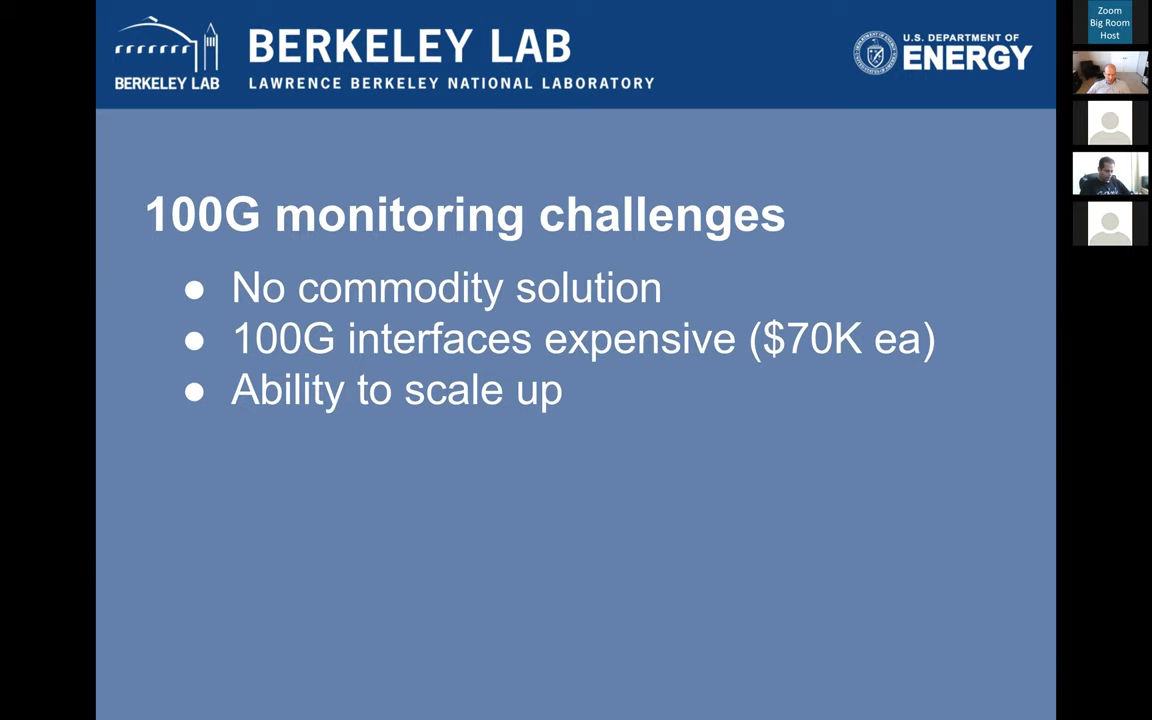 BERKELEY LAB
BERKELEY LAB
LAWRENCE BERKELEY NATIONAL LABORATORY
U.S. DEPARTMENT OF
ENERGY
Zoom
Big Room
Host
100G monitoring challenges
● No commodity solution
● 100G interfaces expensive ($70K ea)
● Ability to scale up